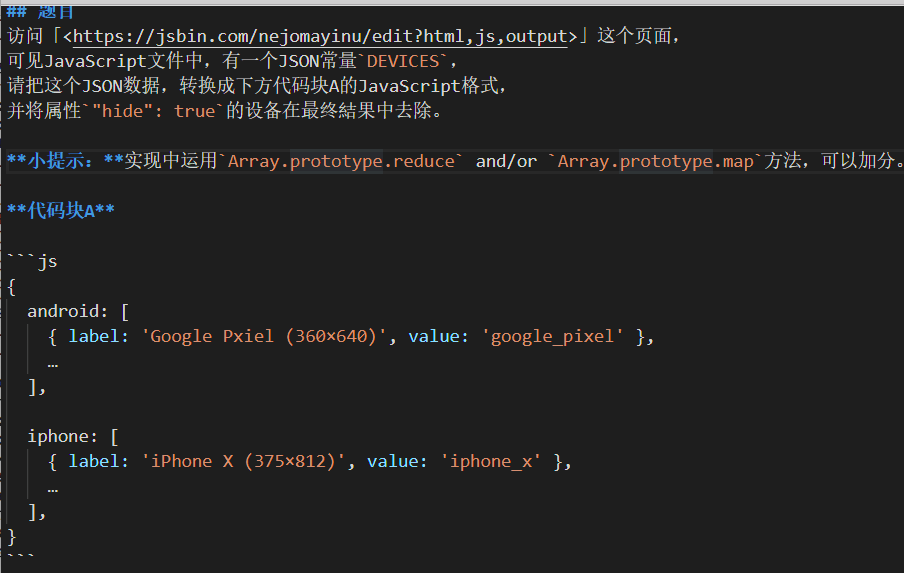 ## 题目
访问「<https://jsbin.com/nejomayinu/edit?html,js,output>」这个页面，
可见JavaScript文件中，有一个JSON常量`DEVICES`，
请把这个JSON数据，转换成下方代码块A的JavaScript格式，
并将属性`"hide": true`的设备在最终結果中去除。
**小提示：**实现中运用`Array.prototype.reduce` and/or `Array.prototype.map`方法，可以加分。
**代码块A**
```js
{
android: [
{ label: 'Google Pxiel (360×640)', value: 'google_pixel' },
…
],
iphone: [
{ label: 'iPhone X (375×812)', value: 'iphone_x' },
…
],
}
```